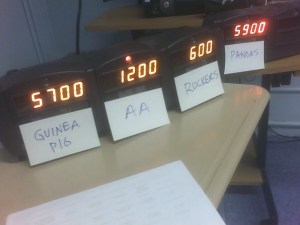 5700
GUINEA
PIG
1200
AA
600
ROCKERS
5900
PANDAS